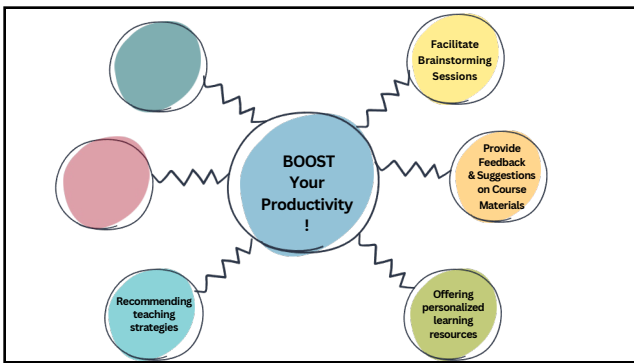 Facilitate
Brainstorming
Sessions
BOOST
Your
Productivity
!
Provide
Feedback
& Suggestions
on Course
Materials
Recommending
teaching
strategies
Offering
personalized
learning
resources